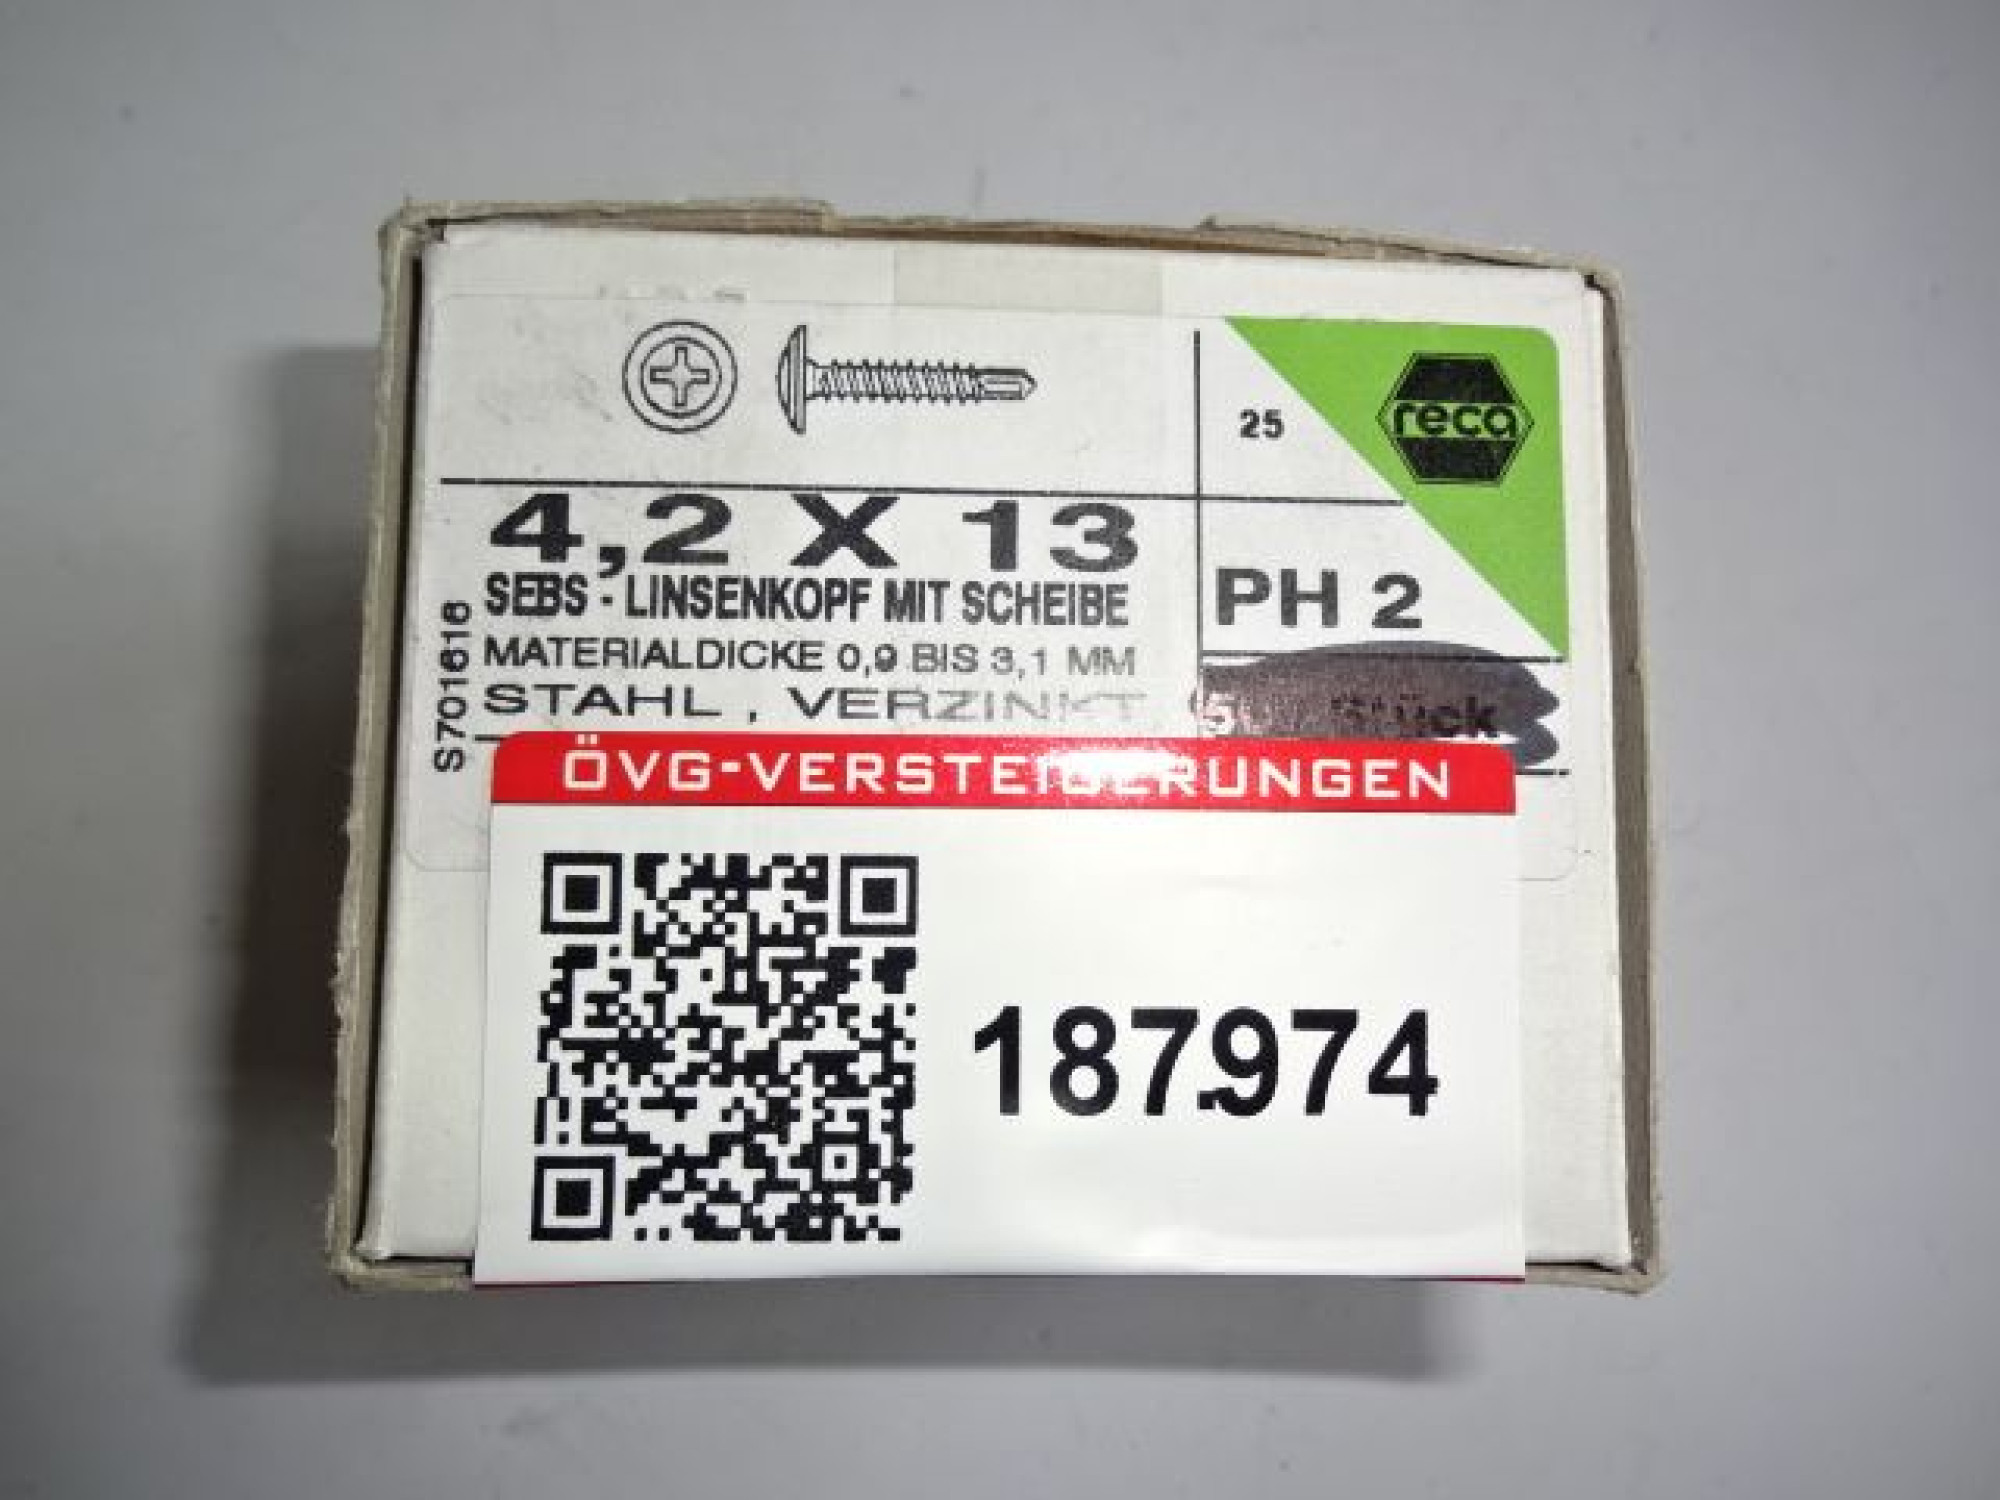 25
reca
4,2 X 13
SEBS - LINSENKOPF MIT SCHEIBE
MATERIALDICKE 0,9 BIS 3,1 MM
STAHL, VERZINKT
S701616
PH 2
Stück
ÖVG-VERSTEIGERUNGEN
187974